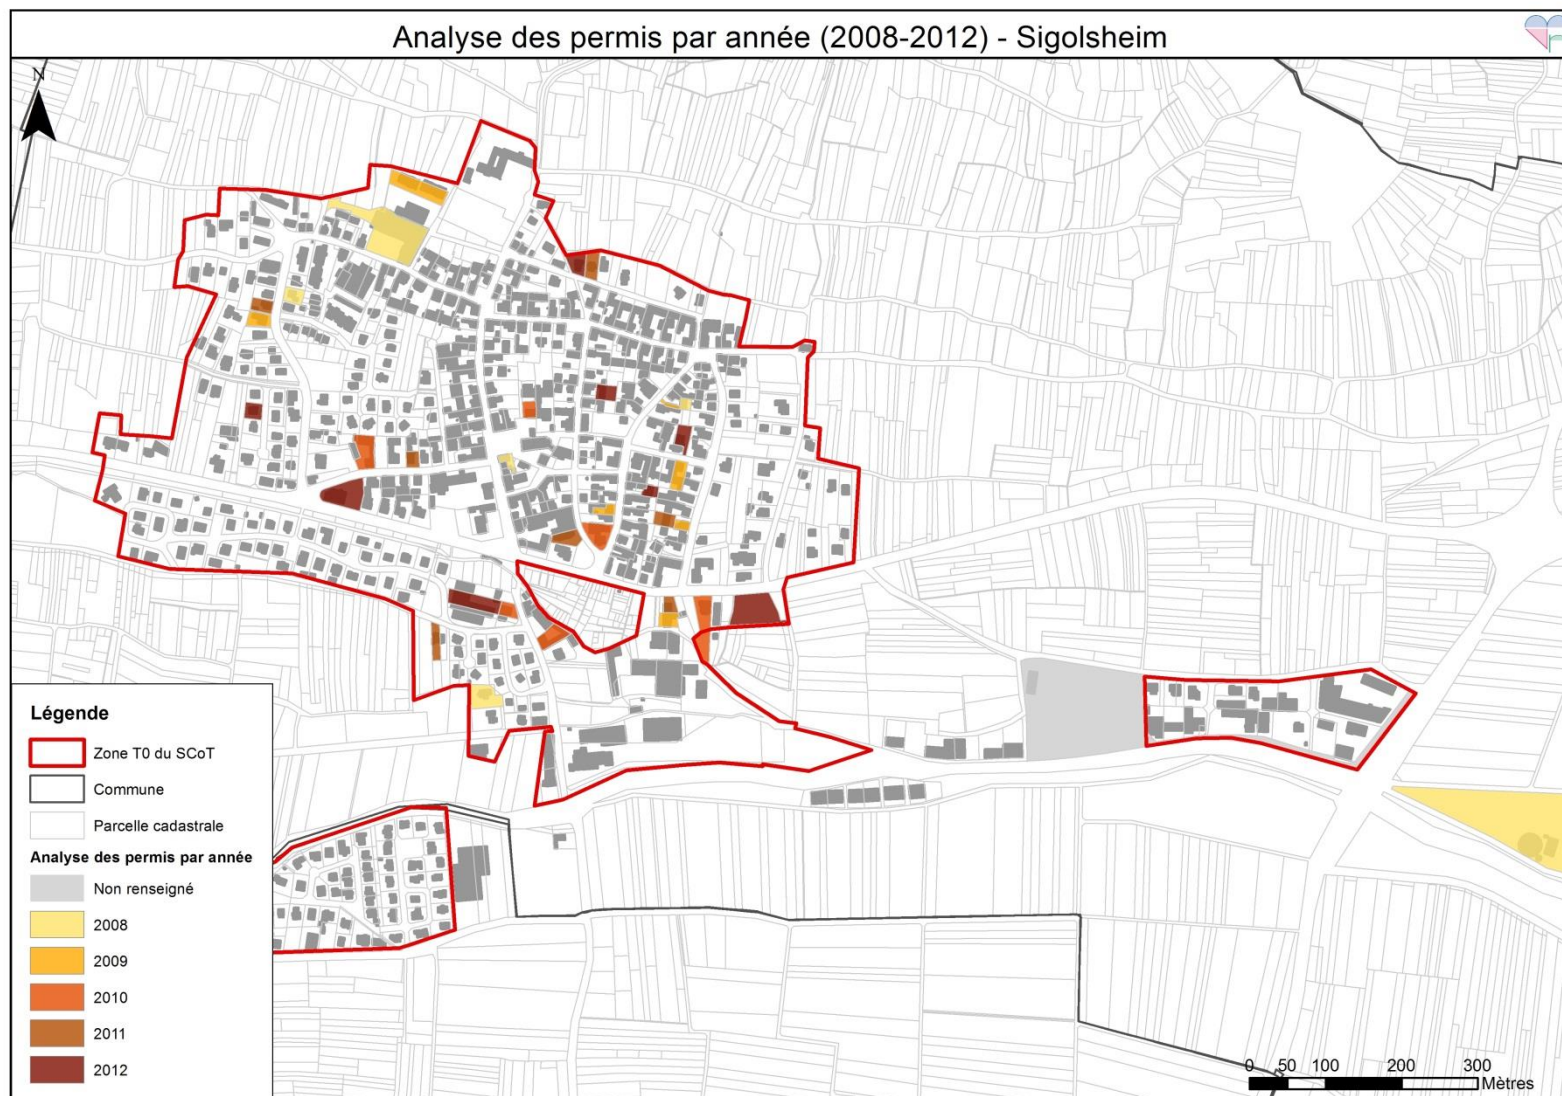 Analyse des permis par année (2008-2012) - Sigolsheim
N
Légende
Zone T0 du SCoT
Commune
Parcelle cadastrale
Analyse des permis par année
Non renseigné
2008
2009
2010
2011
2012
0 50 100 200 300
Mètres